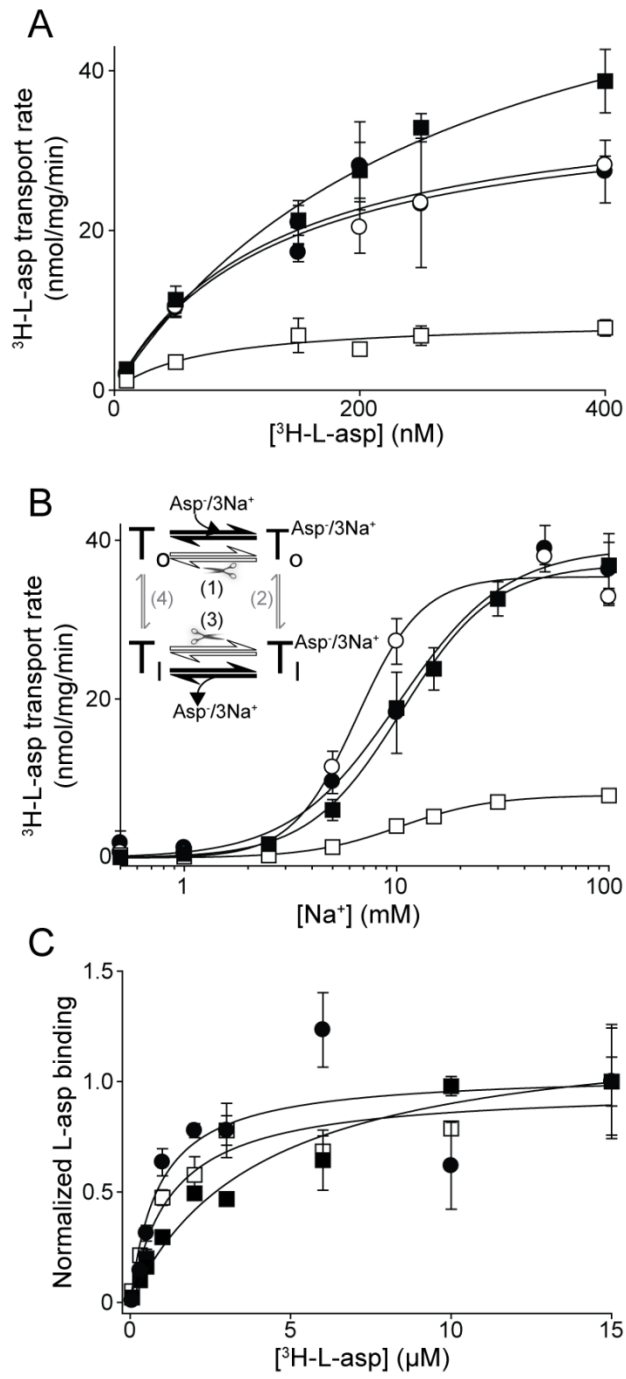 A
³H-L-asp transport rate
(nmol/mg/min)
40
20
0
0
200
400
[³H-L-asp] (nM)
B
³H-L-asp transport rate
(nmol/mg/min)
40
20
0
Asp⁻/3Na⁺
T O
T O Asp⁻/3Na⁺
(1)
(4)
(2)
(3)
T I
T I Asp⁻/3Na⁺
Asp⁻/3Na⁺
1
10
100
[Na⁺] (mM)
C
Normalized L-asp binding
1.5
1.0
0.5
0
0
5
10
15
[³H-L-asp] (µM)